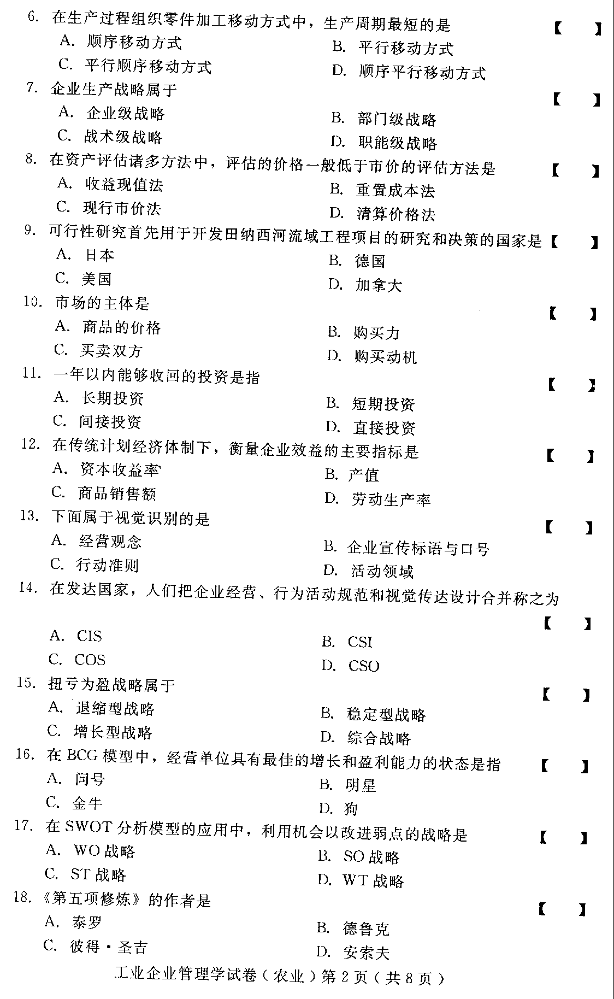 6. 在生产过程组织零件加工移动方式中，生产周期最短的是 【 】
A. 顺序移动方式 B. 平行移动方式
C. 平行顺序移动方式 D. 顺序平行移动方式
7. 企业生产战略属于 【 】
A. 企业级战略 B. 部门级战略
C. 战术级战略 D. 职能级战略
8. 在资产评估诸多方法中，评估的价格一般低于市价的评估方法是 【 】
A. 收益现值法 B. 重置成本法
C. 现行市价法 D. 清算价格法
9. 可行性研究首先用于开发田纳西河流域工程项目的研究和决策的国家是 【 】
A. 日本 B. 德国
C. 美国 D. 加拿大
10. 市场的主体是 【 】
A. 商品的价格 B. 购买力
C. 买卖双方 D. 购买动机
11. 一年以内能够收回的投资是指 【 】
A. 长期投资 B. 短期投资
C. 间接投资 D. 直接投资
12. 在传统计划经济体制下，衡量企业效益的主要指标是 【 】
A. 资本收益率 B. 产值
C. 商品销售额 D. 劳动生产率
13. 下面属于视觉识别的是 【 】
A. 经营观念 B. 企业宣传标语与口号
C. 行动准则 D. 活动领域
14. 在发达国家，人们把企业经营、行为活动规范和视觉传达设计合并称之为
【 】
A. CIS B. CSI
C. COS D. CSO
15. 扭亏为盈战略属于 【 】
A. 退缩型战略 B. 稳定型战略
C. 增长型战略 D. 综合战略
16. 在 BCG 模型中，经营单位具有最佳的增长和盈利能力的状态是指 【 】
A. 问号 B. 明星
C. 金牛 D. 狗
17. 在 SWOT 分析模型的应用中，利用机会以改进弱点的战略是 【 】
A. WO 战略 B. SO 战略
C. ST 战略 D. WT 战略
18. 《第五项修炼》的作者是 【 】
A. 泰罗 B. 德鲁克
C. 彼得·圣吉 D. 安索夫
工业企业管理学试卷（农业）第 2 页（共 8 页）